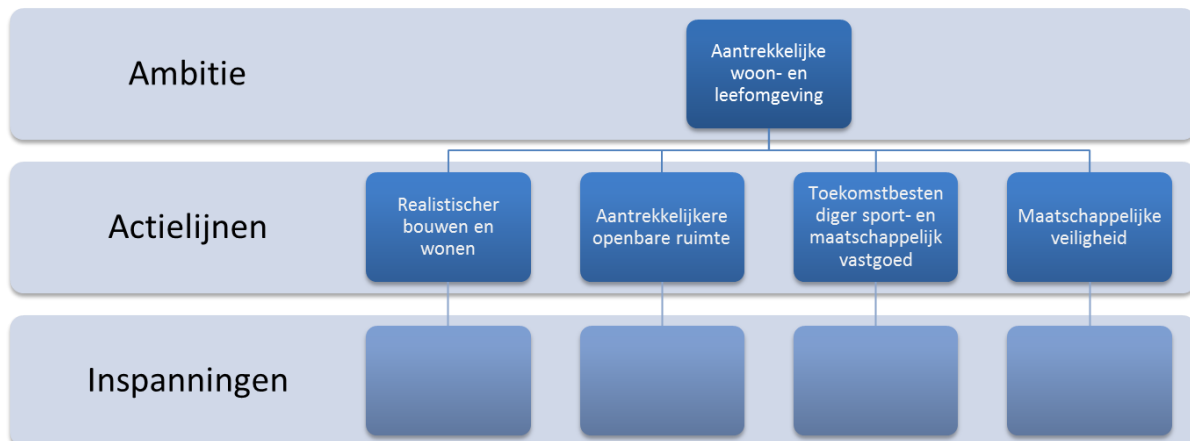 Ambitie
Aantrekkelijke
woon- en
leefomgeving
Actielijnen
Realistischer
bouwen en
wonen
Aantrekkelijkere
openbare ruimte
Toekomstbesten
diger sport- en
maatschappelijk
vastgoed
Maatschappelijke
veiligheid
Inspanningen